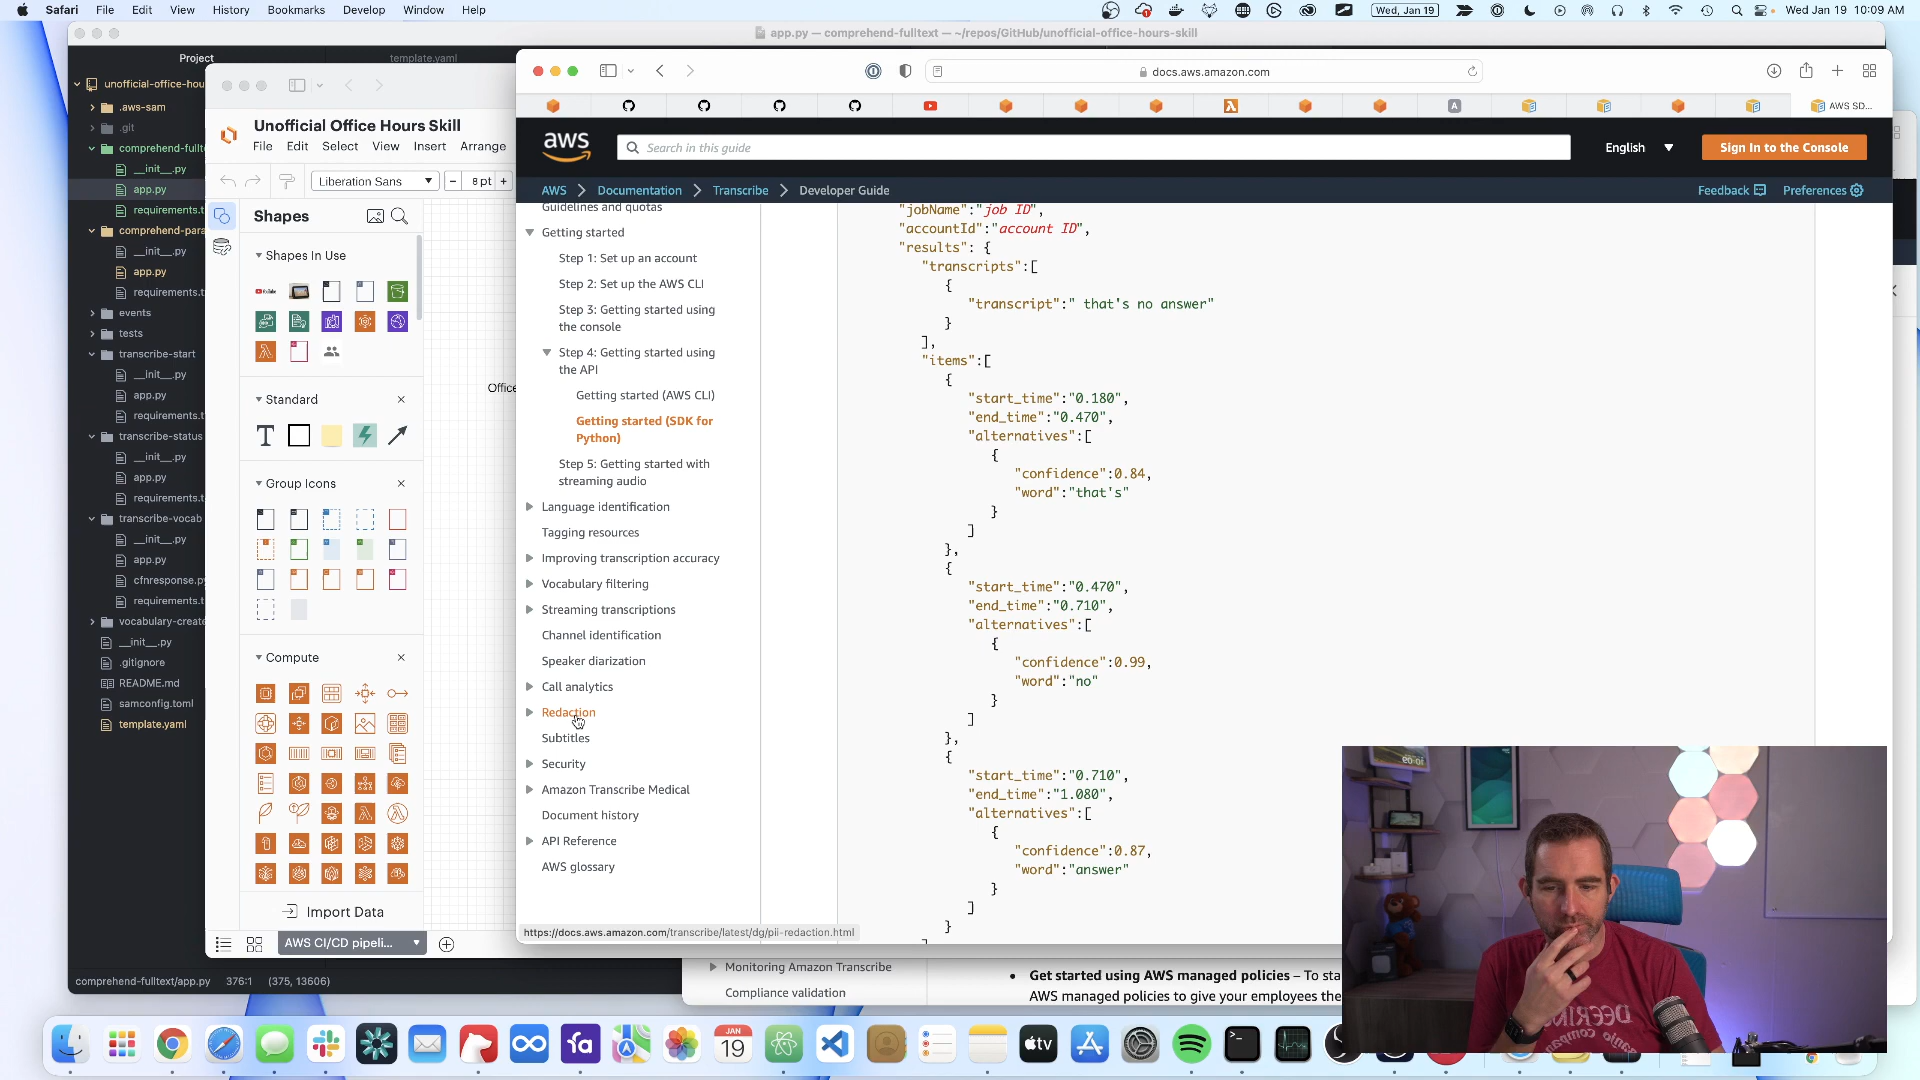 Safari File Edit View History Bookmarks Develop Window Help
Wed, Jan 19
Wed Jan 19 10:09 AM
app.py — comprehend-fulltext — ~/repos/GitHub/unofficial-office-hours-skill
Project
template.yaml
unofficial-office-hou
.aws-sam
.git
comprehend-fullt
__init__.py
app.py
requirements.t
comprehend-para
__init__.py
app.py
requirements.t
events
tests
transcribe-start
__init__.py
app.py
requirements.t
transcribe-status
__init__.py
app.py
requirements.t
transcribe-vocab
__init__.py
app.py
cfnresponse.py
requirements.t
vocabulary-create
__init__.py
.gitignore
README.md
samconfig.toml
template.yaml
comprehend-fulltext/app.py 376:1 (375, 13606)
Unofficial Office Hours Skill
File Edit Select View Insert Arrange
Liberation Sans
− 8 pt +
Shapes
Shapes In Use
Standard
T
Group Icons
Compute
Import Data
AWS CI/CD pipeli...
Office
docs.aws.amazon.com
AWS SD...
aws
Search in this guide
English
Sign In to the Console
AWS > Documentation > Transcribe > Developer Guide
Feedback
Preferences
Guidelines and quotas
Getting started
Step 1: Set up an account
Step 2: Set up the AWS CLI
Step 3: Getting started using
the console
Step 4: Getting started using
the API
Getting started (AWS CLI)
Getting started (SDK for
Python)
Step 5: Getting started with
streaming audio
Language identification
Tagging resources
Improving transcription accuracy
Vocabulary filtering
Streaming transcriptions
Channel identification
Speaker diarization
Call analytics
Redaction
Subtitles
Security
Amazon Transcribe Medical
Document history
API Reference
AWS glossary
https://docs.aws.amazon.com/transcribe/latest/dg/pii-redaction.html
"jobName":"job ID",
"accountId":"account ID",
"results": {
"transcripts":[
{
"transcript":" that's no answer"
}
],
"items":[
{
"start_time":"0.180",
"end_time":"0.470",
"alternatives":[
{
"confidence":0.84,
"word":"that's"
}
]
},
{
"start_time":"0.470",
"end_time":"0.710",
"alternatives":[
{
"confidence":0.99,
"word":"no"
}
]
},
{
"start_time":"0.710",
"end_time":"1.080",
"alternatives":[
{
"confidence":0.87,
"word":"answer"
}
]
}
Monitoring Amazon Transcribe
Compliance validation
• Get started using AWS managed policies – To sta
AWS managed policies to give your employees the
JAN
19
tv